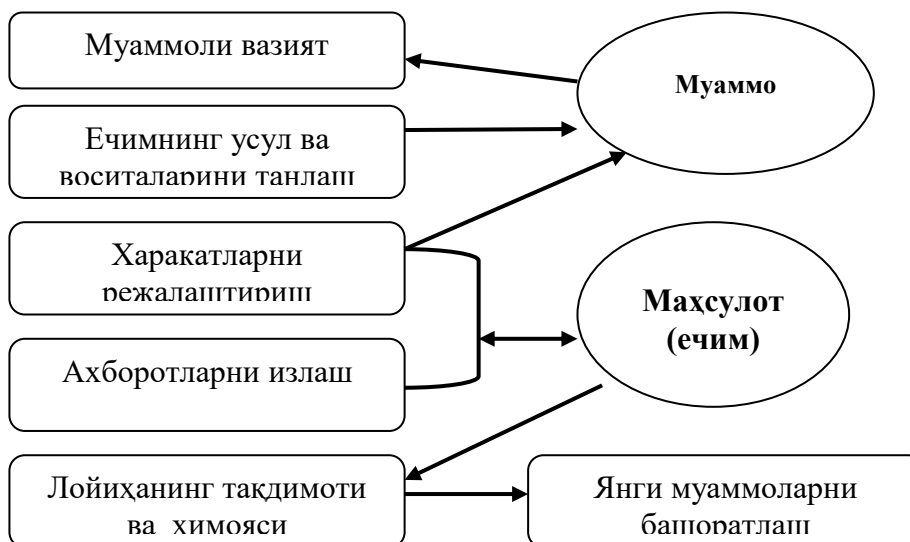 Муаммоли вазият
Муаммо
Ечимнинг усул ва
воситаларини танлаш
Харакатларни
режалаштириш
Маҳсулот
(ечим)
Ахборотларни излаш
Лойиҳанинг тақдимоти
ва химояси
Янги муаммоларни
башоратлаш